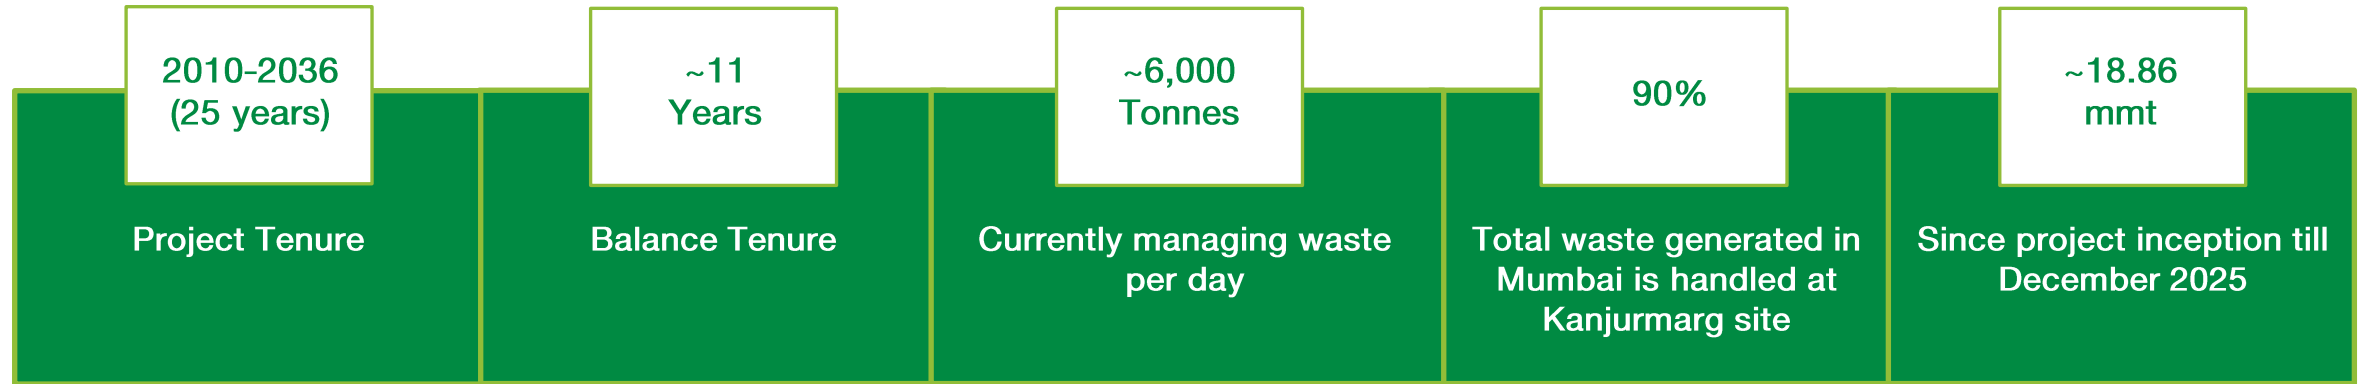 2010-2036
(25 years)
Project Tenure
~11
Years
Balance Tenure
~6,000
Tonnes
Currently managing waste
per day
90%
Total waste generated in
Mumbai is handled at
Kanjurmarg site
~18.86
mmt
Since project inception till
December 2025